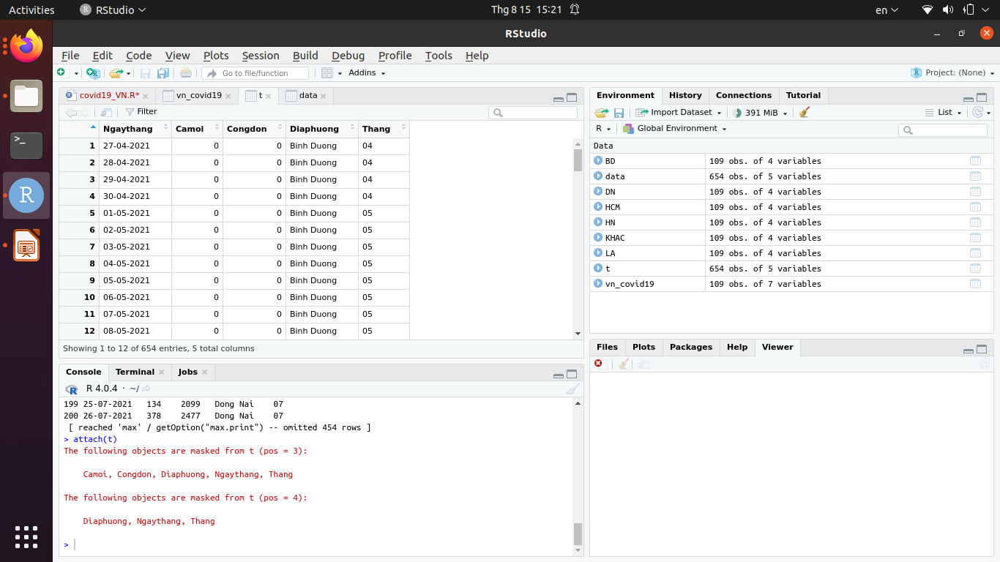 Activities RStudio Thg 8 15 15:21 en
RStudio
File Edit Code View Plots Session Build Debug Profile Tools Help
Go to file/function Addins Project: (None)
covid19_VN.R* vn_covid19 t data
Filter
Ngaythang Camoi Congdon Diaphuong Thang
1 27-04-2021 0 0 Binh Duong 04
2 28-04-2021 0 0 Binh Duong 04
3 29-04-2021 0 0 Binh Duong 04
4 30-04-2021 0 0 Binh Duong 04
5 01-05-2021 0 0 Binh Duong 05
6 02-05-2021 0 0 Binh Duong 05
7 03-05-2021 0 0 Binh Duong 05
8 04-05-2021 0 0 Binh Duong 05
9 05-05-2021 0 0 Binh Duong 05
10 06-05-2021 0 0 Binh Duong 05
11 07-05-2021 0 0 Binh Duong 05
12 08-05-2021 0 0 Binh Duong 05
Showing 1 to 12 of 654 entries, 5 total columns
Console Terminal Jobs
R 4.0.4 · ~/
199 25-07-2021 134 2099 Dong Nai 07
200 26-07-2021 378 2477 Dong Nai 07
[ reached 'max' / getOption("max.print") -- omitted 454 rows ]
> attach(t)
The following objects are masked from t (pos = 3):
Camoi, Congdon, Diaphuong, Ngaythang, Thang
The following objects are masked from t (pos = 4):
Diaphuong, Ngaythang, Thang
>
Environment History Connections Tutorial
Import Dataset 391 MiB List
R Global Environment
Data
BD 109 obs. of 4 variables
data 654 obs. of 5 variables
DN 109 obs. of 4 variables
HCM 109 obs. of 4 variables
HN 109 obs. of 4 variables
KHAC 109 obs. of 4 variables
LA 109 obs. of 4 variables
t 654 obs. of 5 variables
vn_covid19 109 obs. of 7 variables
Files Plots Packages Help Viewer